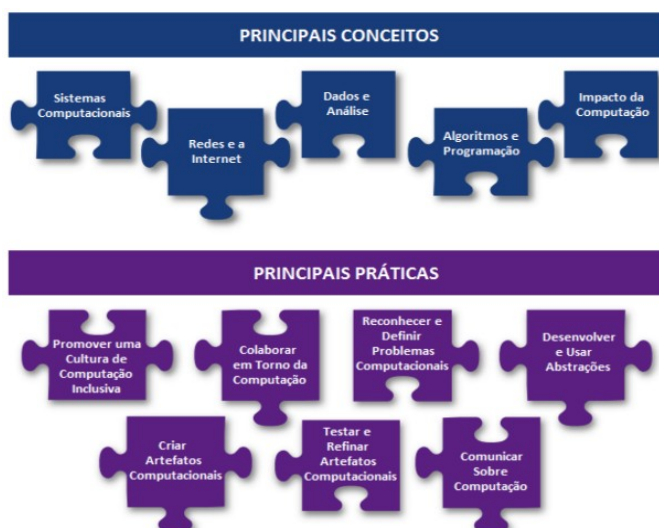 PRINCIPAIS CONCEITOS
Sistemas
Computacionais
Redes e a
Internet
Dados e
Análise
Algoritmos e
Programação
Impacto da
Computação
PRINCIPAIS PRÁTICAS
Promover uma
Cultura de
Computação
Inclusiva
Colaborar
em Torno da
Computação
Reconhecer e
Definir
Problemas
Computacionais
Desenvolver
e Usar
Abstrações
Criar
Artefatos
Computacionais
Testar e
Refinar
Artefatos
Computacionais
Comunicar
Sobre
Computação